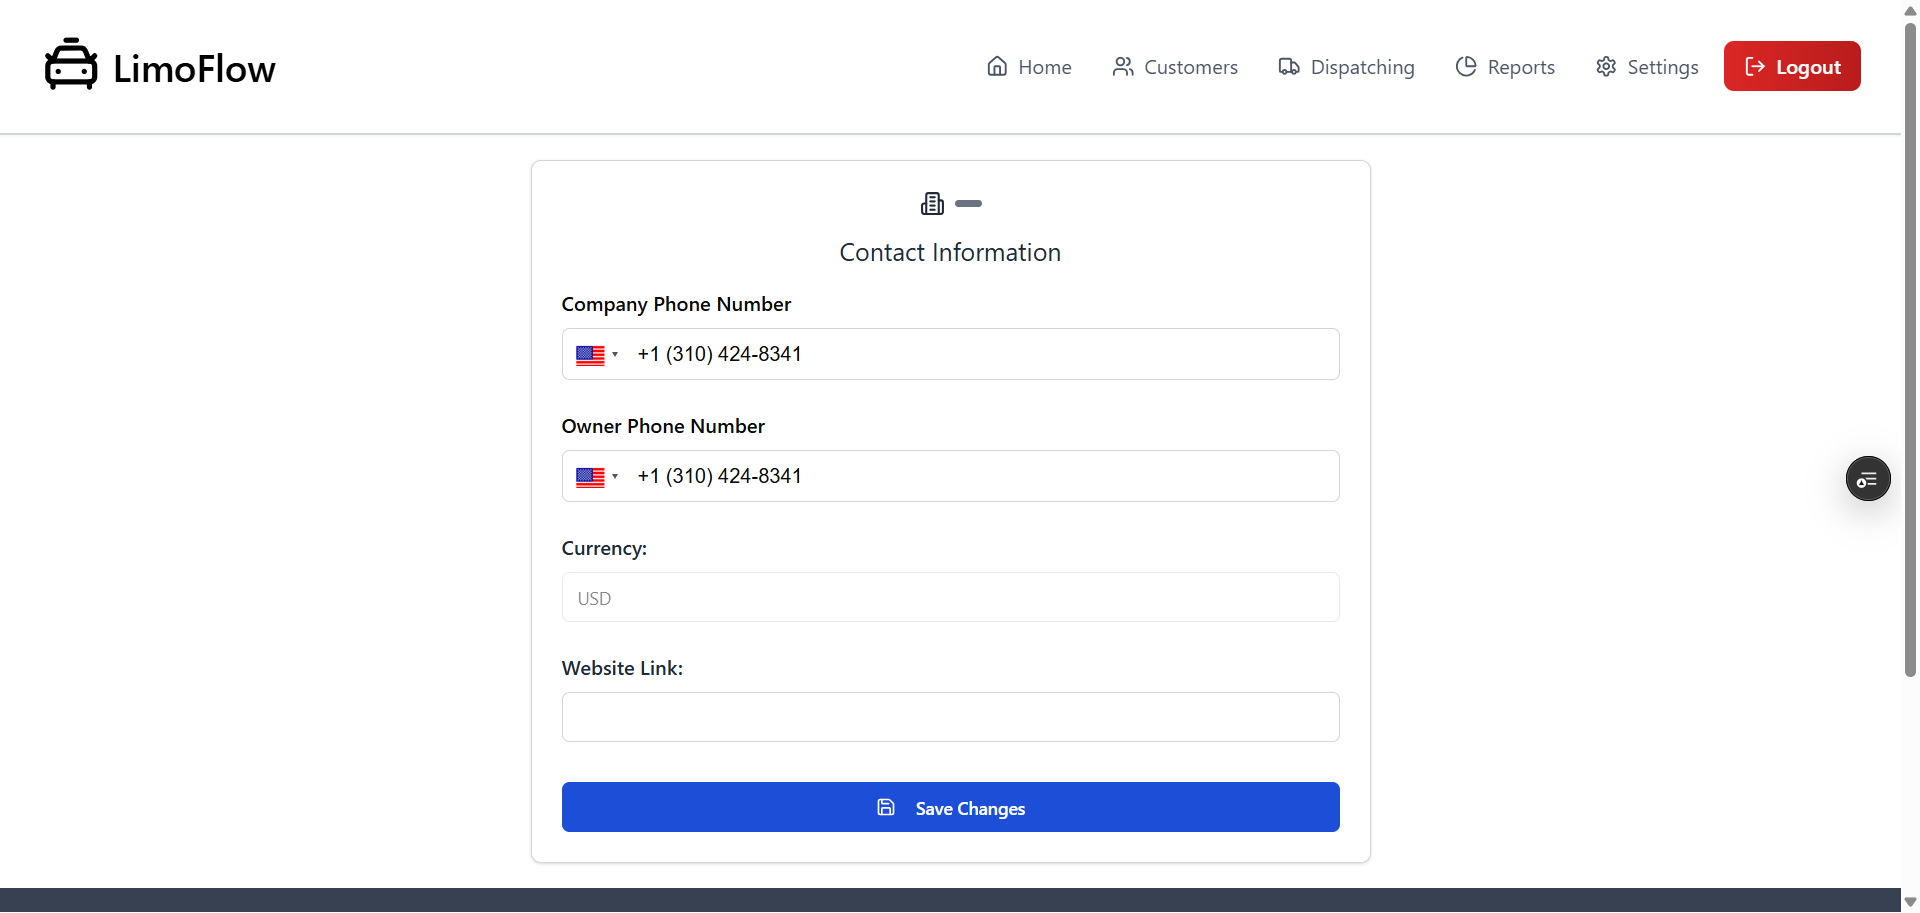 LimoFlow
Home Customers Dispatching Reports Settings Logout
Contact Information
Company Phone Number
+1 (310) 424-8341
Owner Phone Number
+1 (310) 424-8341
Currency:
USD
Website Link:
Save Changes